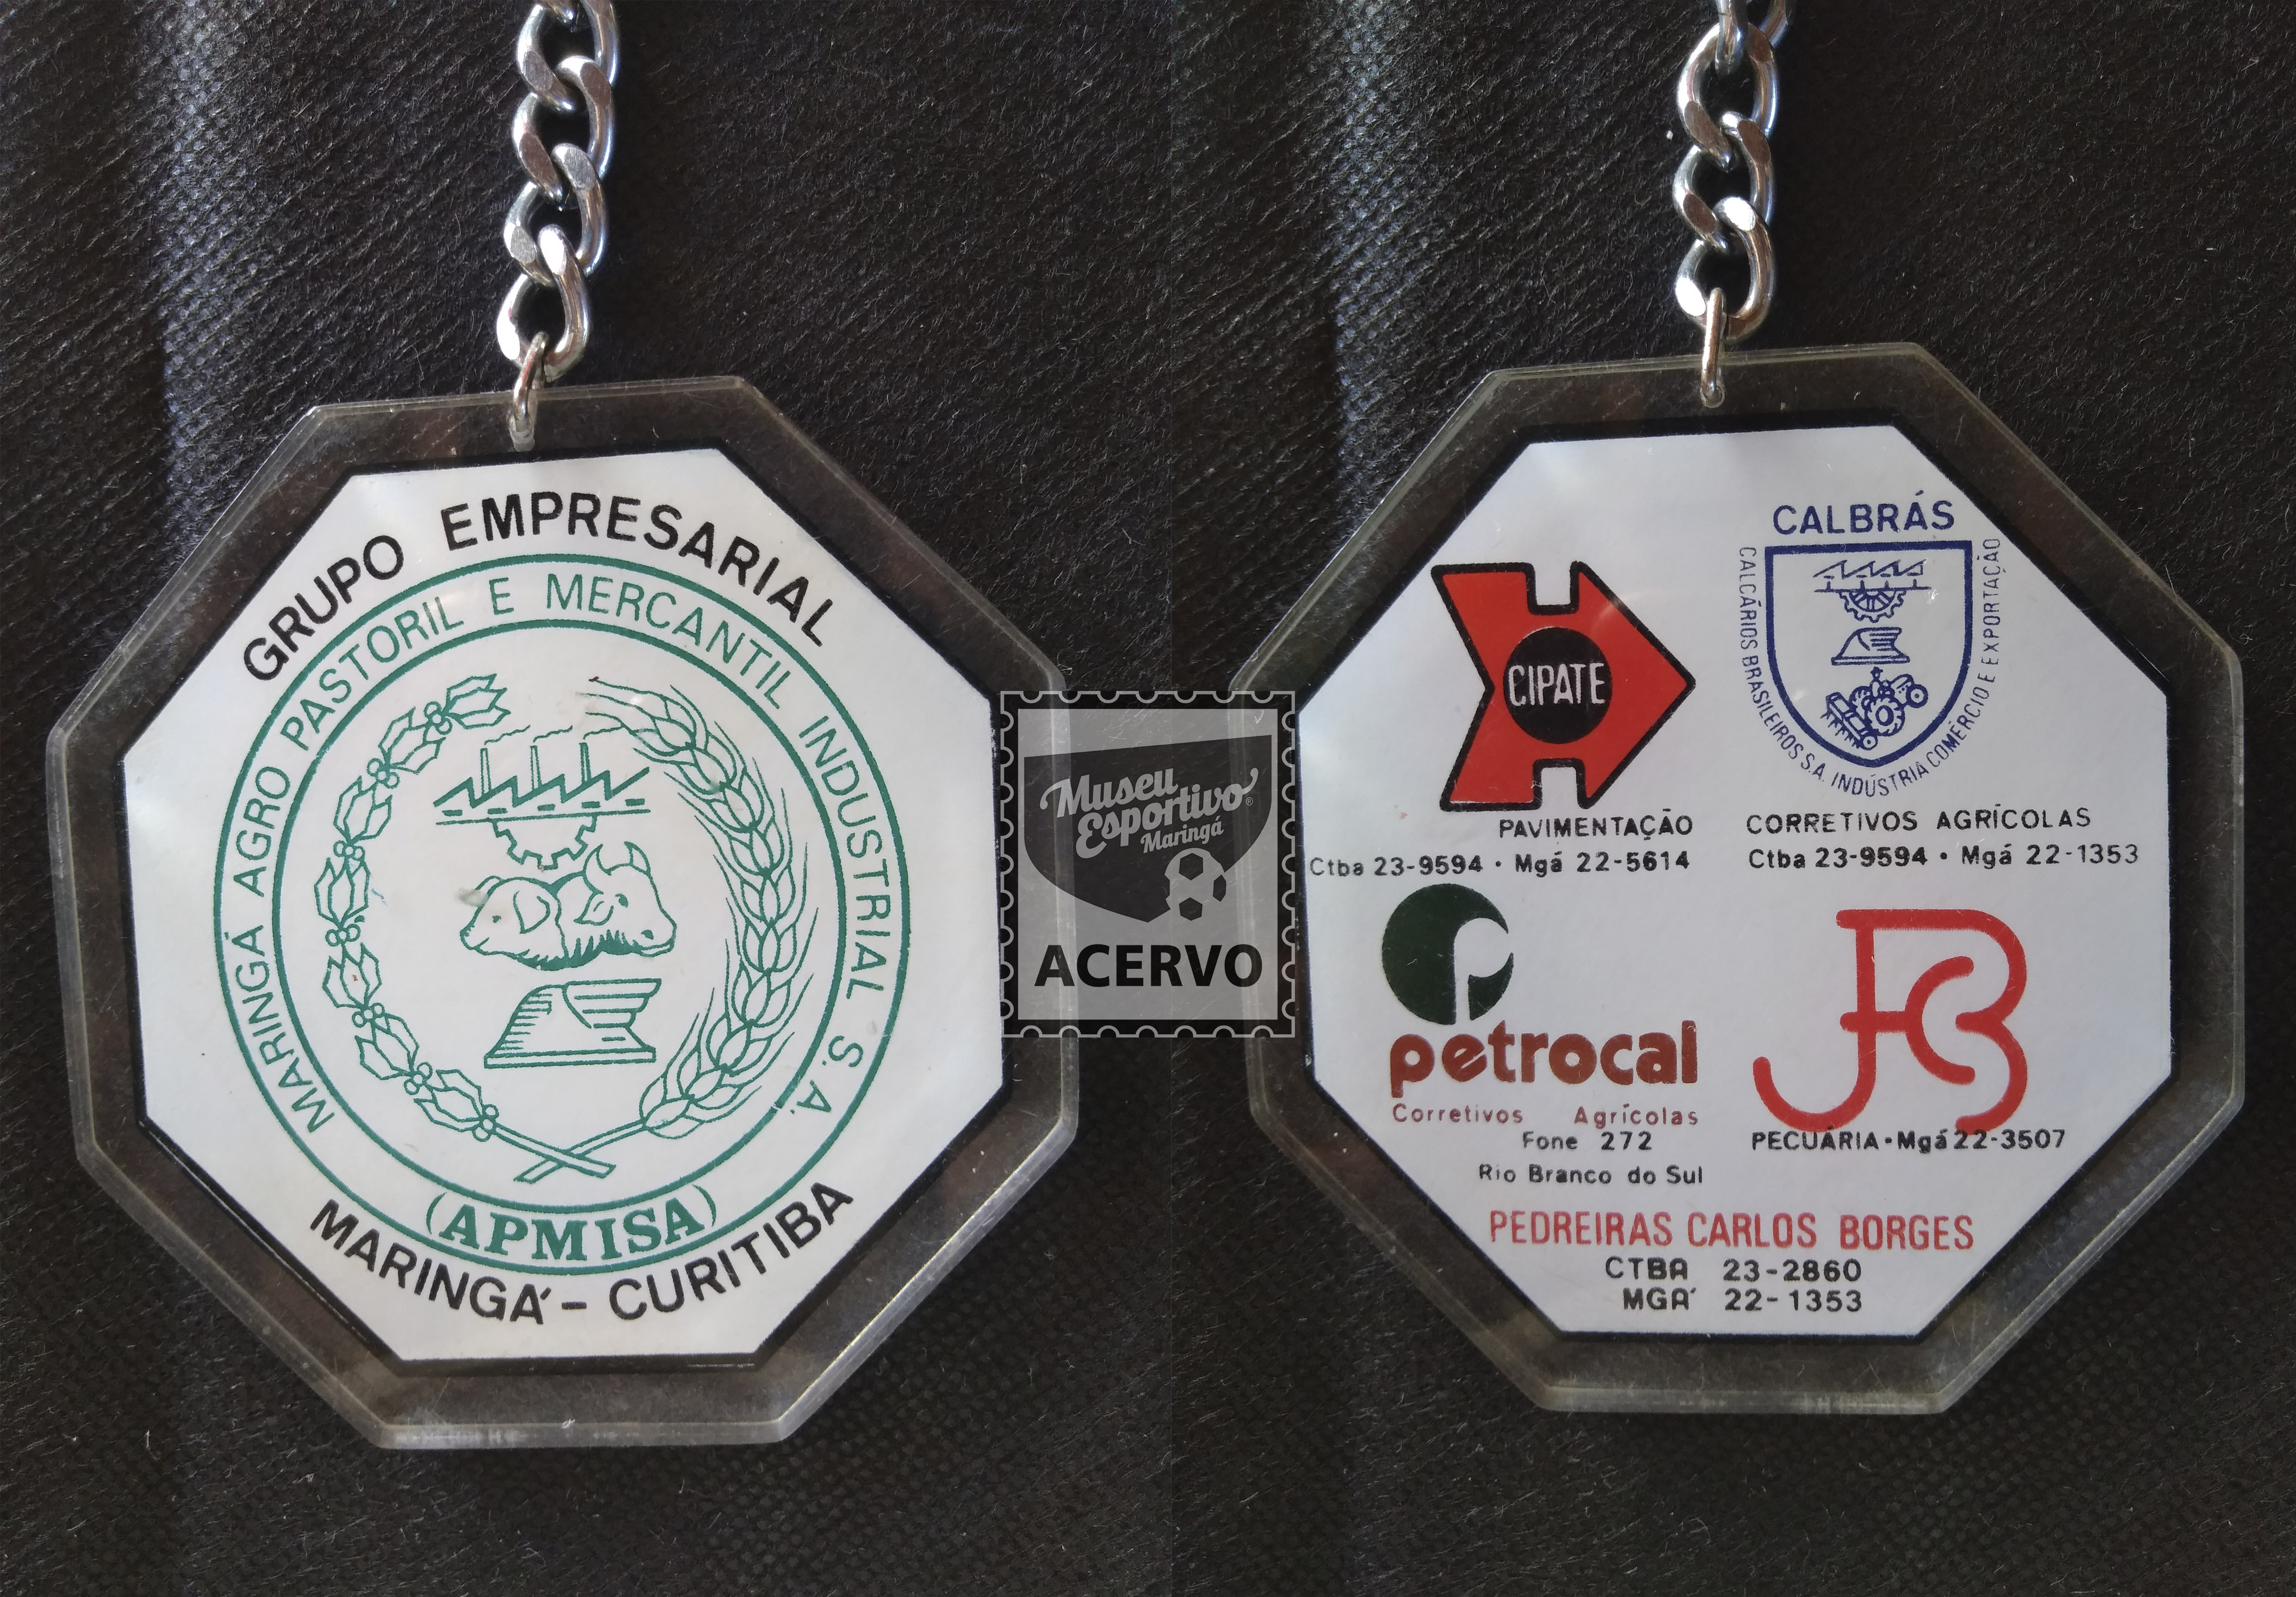 GRUPO EMPRESARIAL
MARINGÁ AGRO PASTORIL E MERCANTIL INDUSTRIAL S.A.
(APMISA)
MARINGÁ - CURITIBA
Museu
Esportivo®
Maringá
ACERVO
CIPATE
PAVIMENTAÇÃO
Ctba 23-9594 • Mgá 22-5614
CALBRÁS
CALCÁRIOS BRASILEIROS S.A. INDÚSTRIA COMÉRCIO E EXPORTAÇÃO
CORRETIVOS AGRÍCOLAS
Ctba 23-9594 • Mgá 22-1353
petrocal
Corretivos Agrícolas
Fone 272
Rio Branco do Sul
JCB
PECUÁRIA • Mgá 22-3507
PEDREIRAS CARLOS BORGES
CTBA 23-2860
MGÁ 22-1353